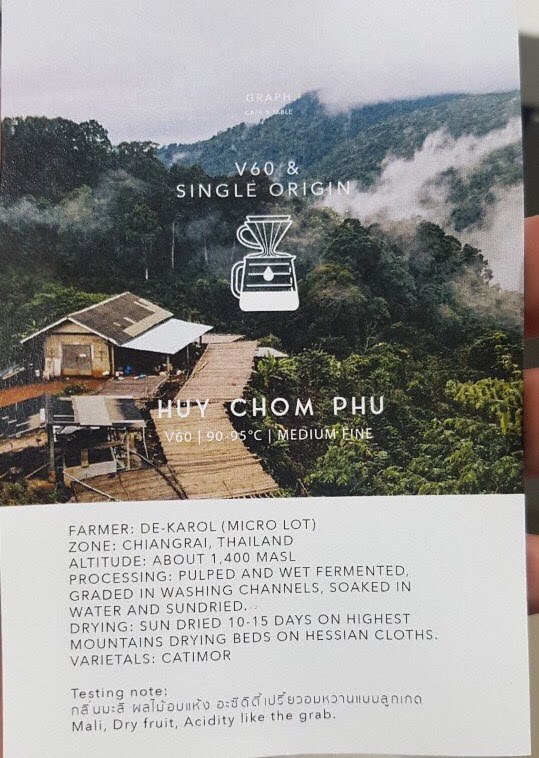 GRAPH
CAFE & TABLE
V60 &
SINGLE ORIGIN
HUY CHOM PHU
V60 | 90-95°C | MEDIUM FINE
FARMER: DE-KAROL (MICRO LOT)
ZONE: CHIANGRAI, THAILAND
ALTITUDE: ABOUT 1,400 MASL
PROCESSING: PULPED AND WET FERMENTED,
GRADED IN WASHING CHANNELS, SOAKED IN
WATER AND SUNDRIED.
DRYING: SUN DRIED 10-15 DAYS ON HIGHEST
MOUNTAINS DRYING BEDS ON HESSIAN CLOTHS.
VARIETALS: CATIMOR
Testing note:
กลิ่นมะลิ ผลไม้อบแห้ง อะซิดิตี้เปรี้ยวอมหวานแบบลูกเกด
Mali, Dry fruit, Acidity like the grab.